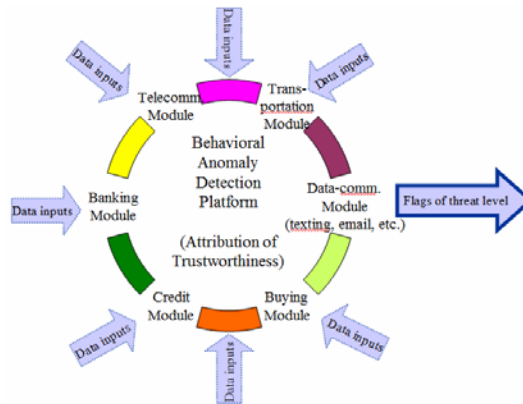 Data inputs
Data inputs
Data inputs
Telecomm
Module
Trans-
portation
Module
Behavioral
Anomaly
Detection
Platform
Data inputs
Banking
Module
Data-comm.
Module
(texting, email, etc.)
Flags of threat level
(Attribution of
Trustworthiness)
Credit
Module
Buying
Module
Data inputs
Data inputs
Data inputs